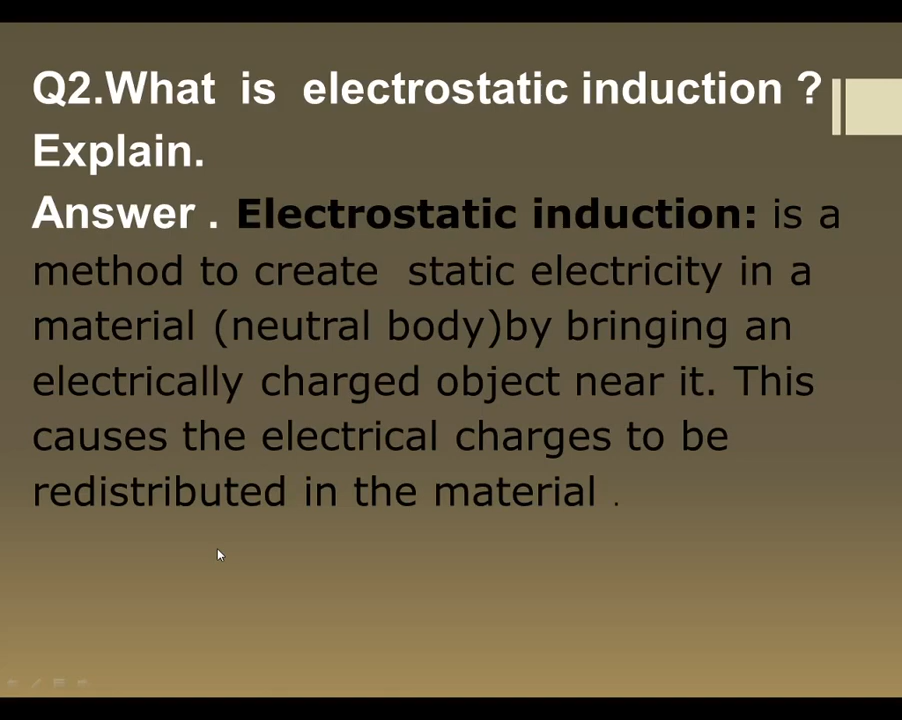 Q2.What is electrostatic induction ?
Explain.
Answer . Electrostatic induction: is a
method to create static electricity in a
material (neutral body)by bringing an
electrically charged object near it. This
causes the electrical charges to be
redistributed in the material .